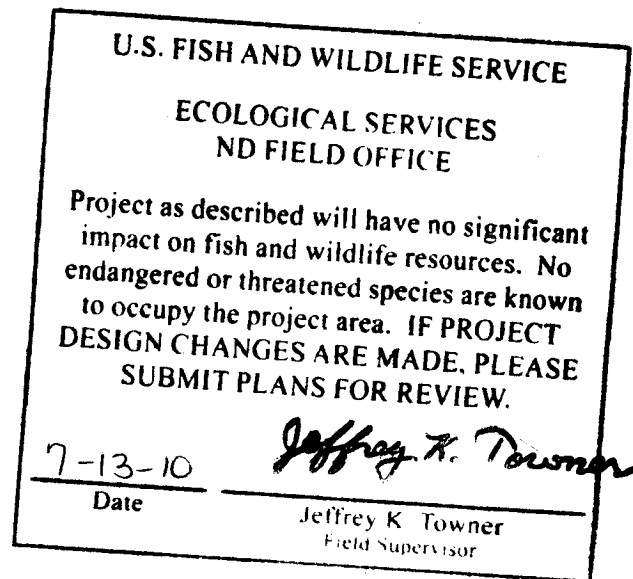 U.S. FISH AND WILDLIFE SERVICE
ECOLOGICAL SERVICES
ND FIELD OFFICE
Project as described will have no significant
impact on fish and wildlife resources. No
endangered or threatened species are known
to occupy the project area. IF PROJECT
DESIGN CHANGES ARE MADE, PLEASE
SUBMIT PLANS FOR REVIEW.
7-13-10 Jeffrey K. Towner
Date
Jeffrey K Towner
Field Supervisor